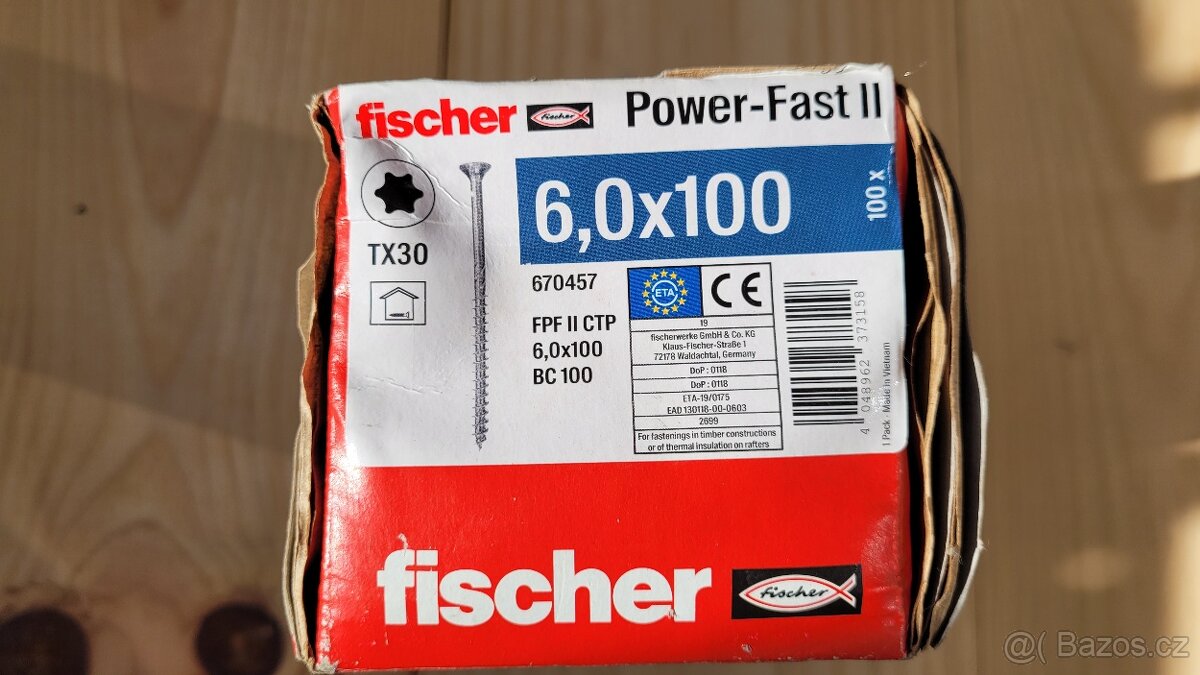 fischer fischer Power-Fast II
6,0x100 100 x
TX30
670457
FPF II CTP
6,0x100
BC 100
ETA CE
19
fischerwerke GmbH & Co. KG
Klaus-Fischer-Straße 1
72178 Waldachtal, Germany
DoP : 0118
DoP : 0118
ETA-19/0175
EAD 130118-00-0603
2699
For fastenings in timber constructions
or of thermal insulation on rafters
4 048962 373158
1 Pack - Made in Vietnam
fischer fischer
Bazos.cz